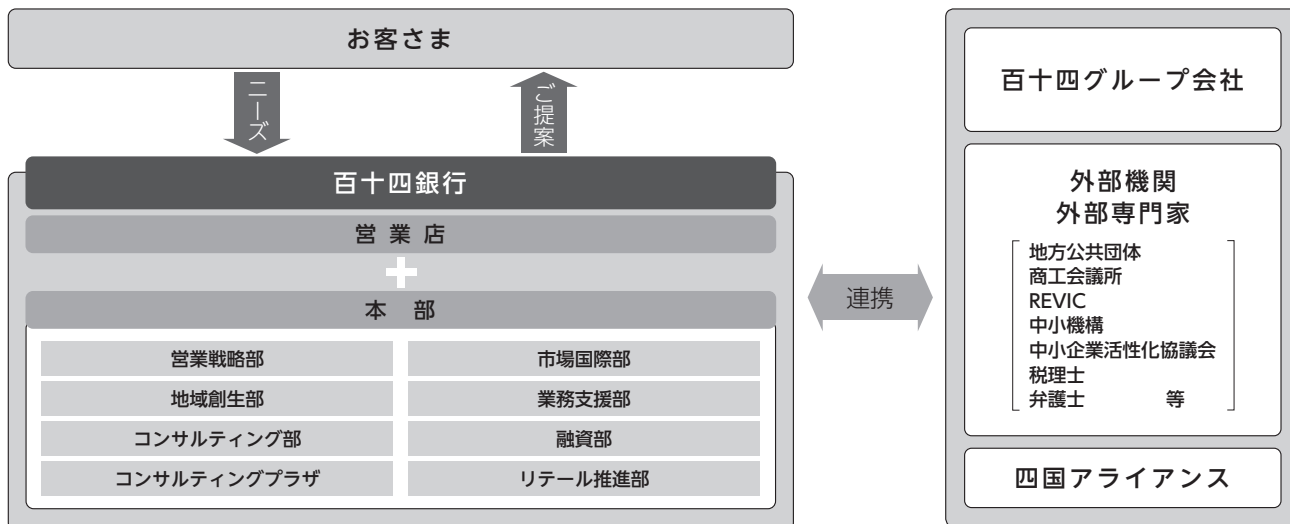 お客さま
ニーズ
ご提案
百十四銀行
営業店
本部
営業戦略部
市場国際部
地域創生部
業務支援部
コンサルティング部
融資部
コンサルティングプラザ
リテール推進部
連携
百十四グループ会社
外部機関
外部専門家
地方公共団体
商工会議所
REVIC
中小機構
中小企業活性化協議会
税理士
弁護士 等
四国アライアンス